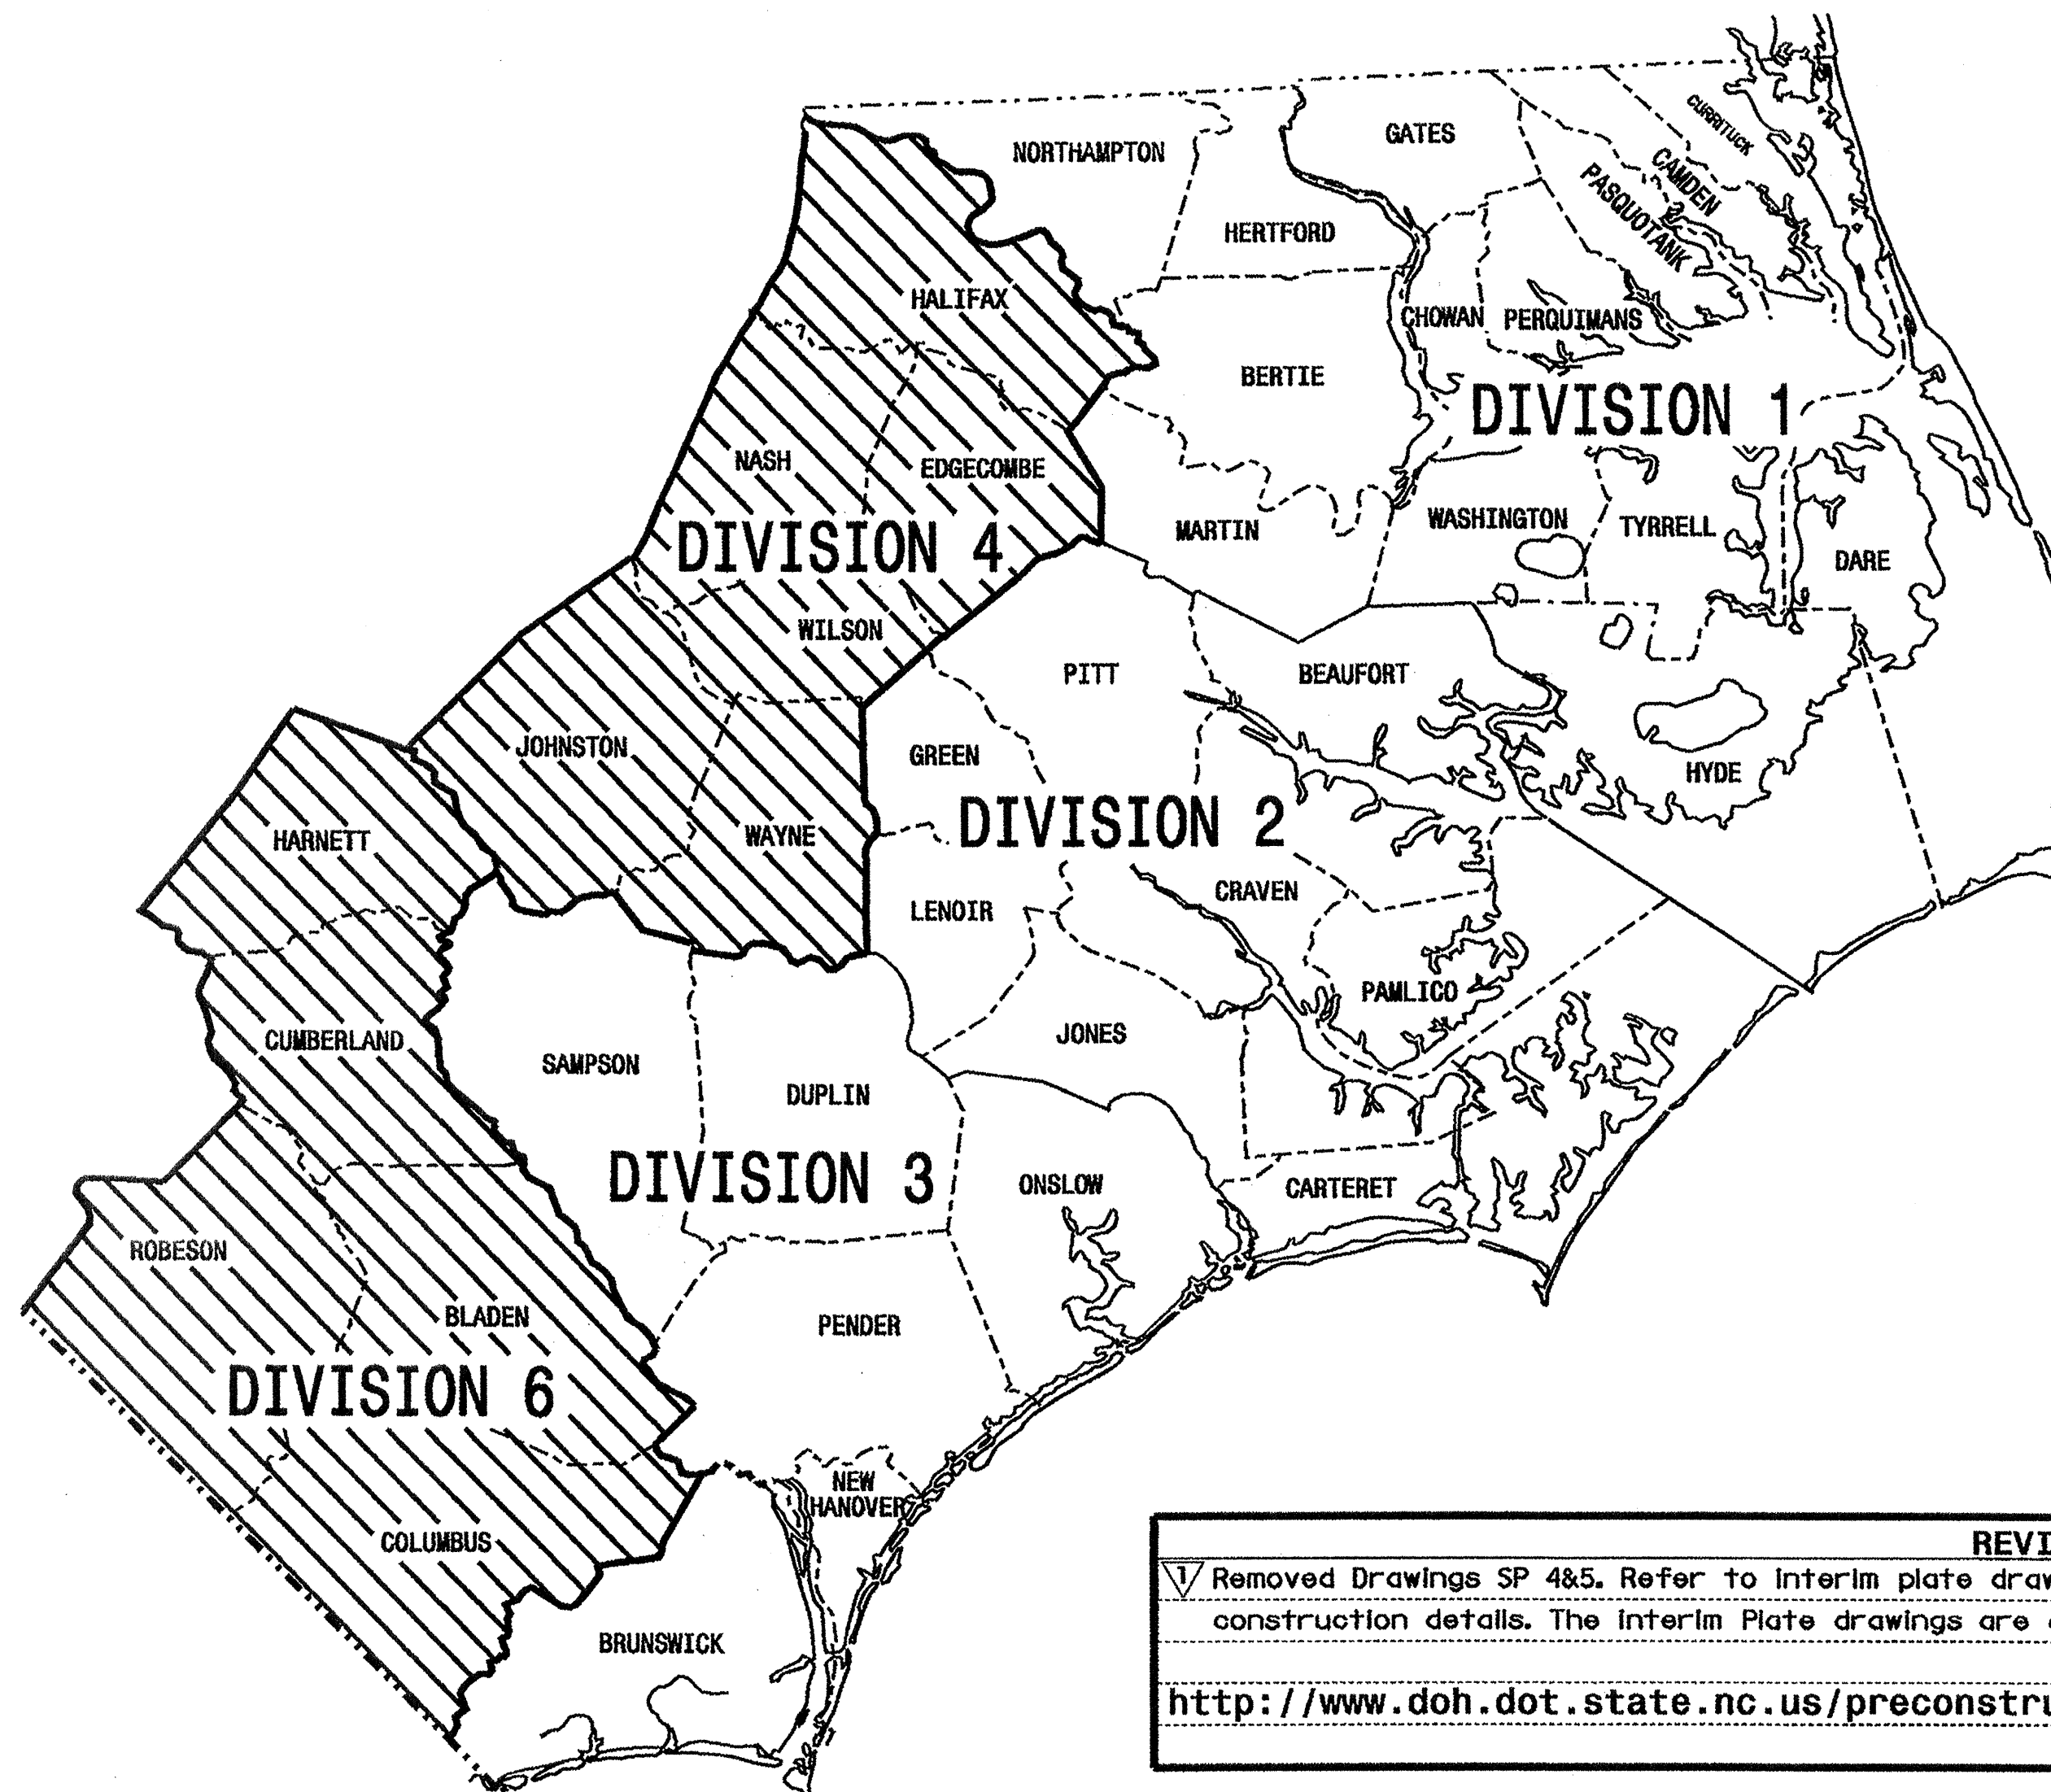 CURRITUCK
GATES
NORTHAMPTON
CAMDEN
PASQUOTANK
HERTFORD
HALIFAX
CHOWAN
PERQUIMANS
BERTIE
DIVISION 1
NASH
EDGECOMBE
MARTIN
WASHINGTON
TYRRELL
DARE
DIVISION 4
WILSON
PITT
BEAUFORT
JOHNSTON
GREEN
HYDE
HARNETT
WAYNE
DIVISION 2
CRAVEN
LENOIR
PAMLICO
CUMBERLAND
JONES
SAMPSON
DUPLIN
DIVISION 3
ONSLOW
CARTERET
ROBESON
BLADEN
PENDER
DIVISION 6
NEW
HANOVER
COLUMBUS
BRUNSWICK
REVI
1 Removed Drawings SP 4&5. Refer to interim plate draw
construction details. The interim Plate drawings are
http://www.doh.dot.state.nc.us/preconstru